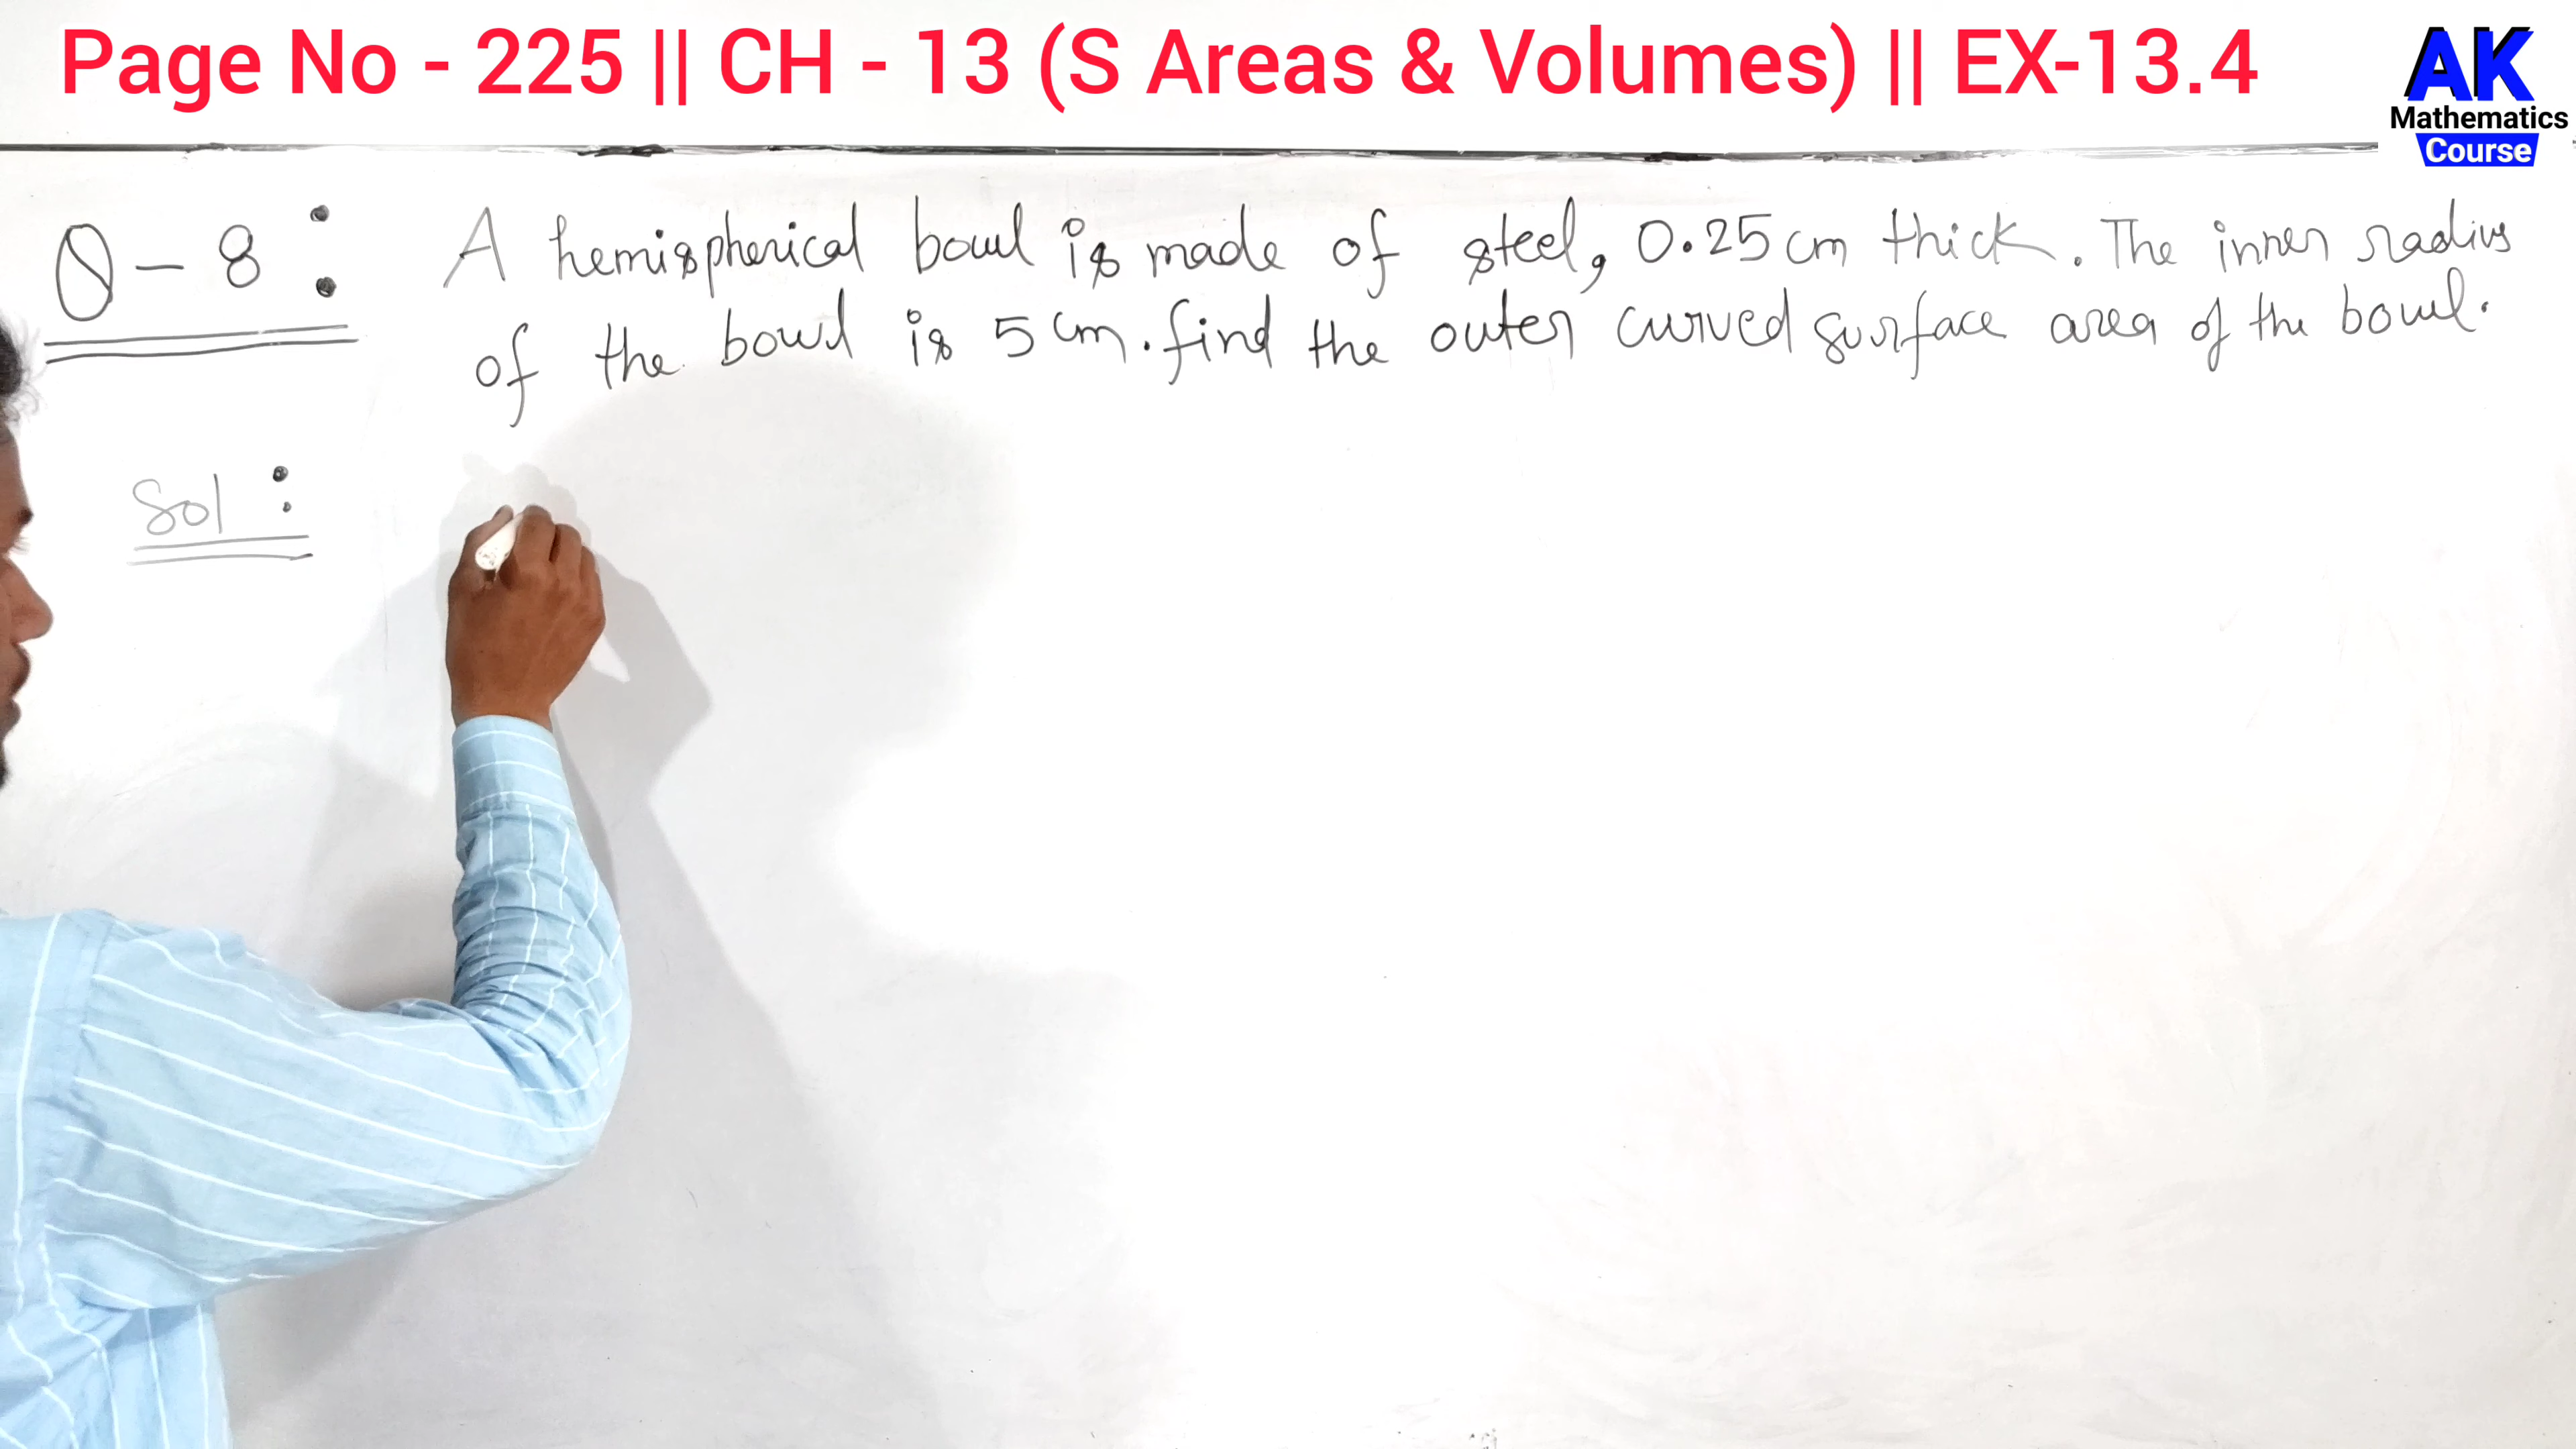 Page No - 225 || CH - 13 (S Areas & Volumes) || EX-13.4
AK
Mathematics
Course
Q-8: A hemispherical bowl is made of steel, 0.25 cm thick. The inner radius
of the bowl is 5 cm. find the outer curved surface area of the bowl.
Sol: